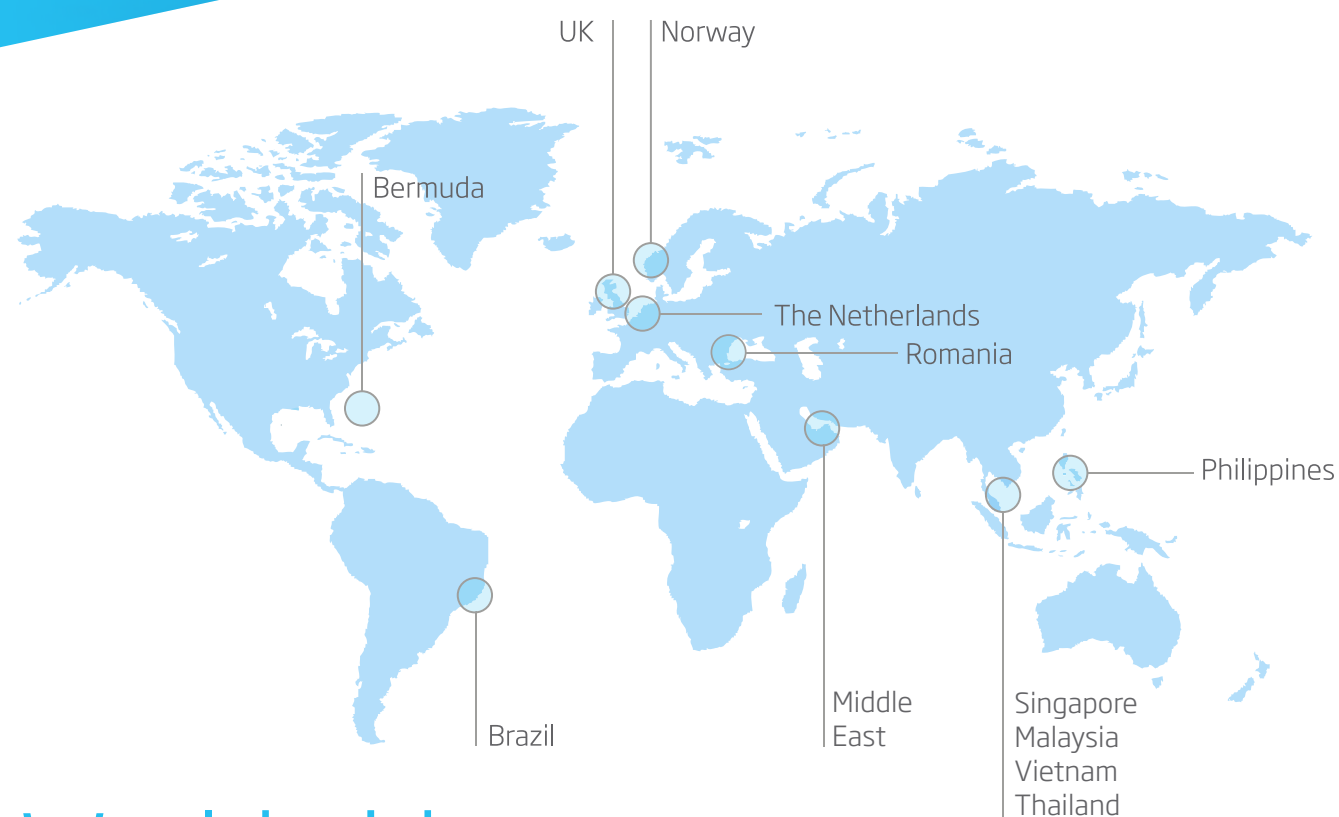 UK
Norway
Bermuda
The Netherlands
Romania
Philippines
Middle
East
Singapore
Malaysia
Vietnam
Thailand
Brazil